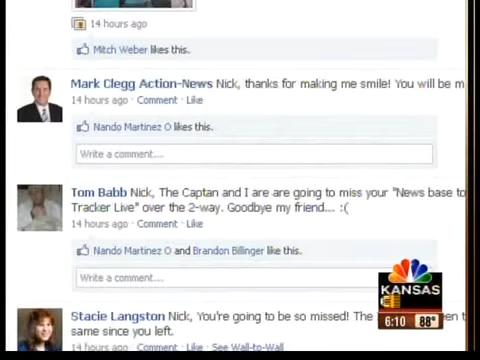 14 hours ago
Mitch Weber likes this.
Mark Clegg Action-News Nick, thanks for making me smile! You will be m
14 hours ago · Comment · Like
Nando Martinez O likes this.
Write a comment...
Tom Babb Nick, The Captan and I are are going to miss your "News base to
Tracker Live" over the 2-way. Goodbye my friend... :(
14 hours ago · Comment · Like
Nando Martinez O and Brandon Billinger like this.
Write a comment...
KANSAS
6:10 88°
Stacie Langston Nick, You're going to be so missed! The
same since you left.
14 hours ago · Comment · Like · See Wall-to-Wall